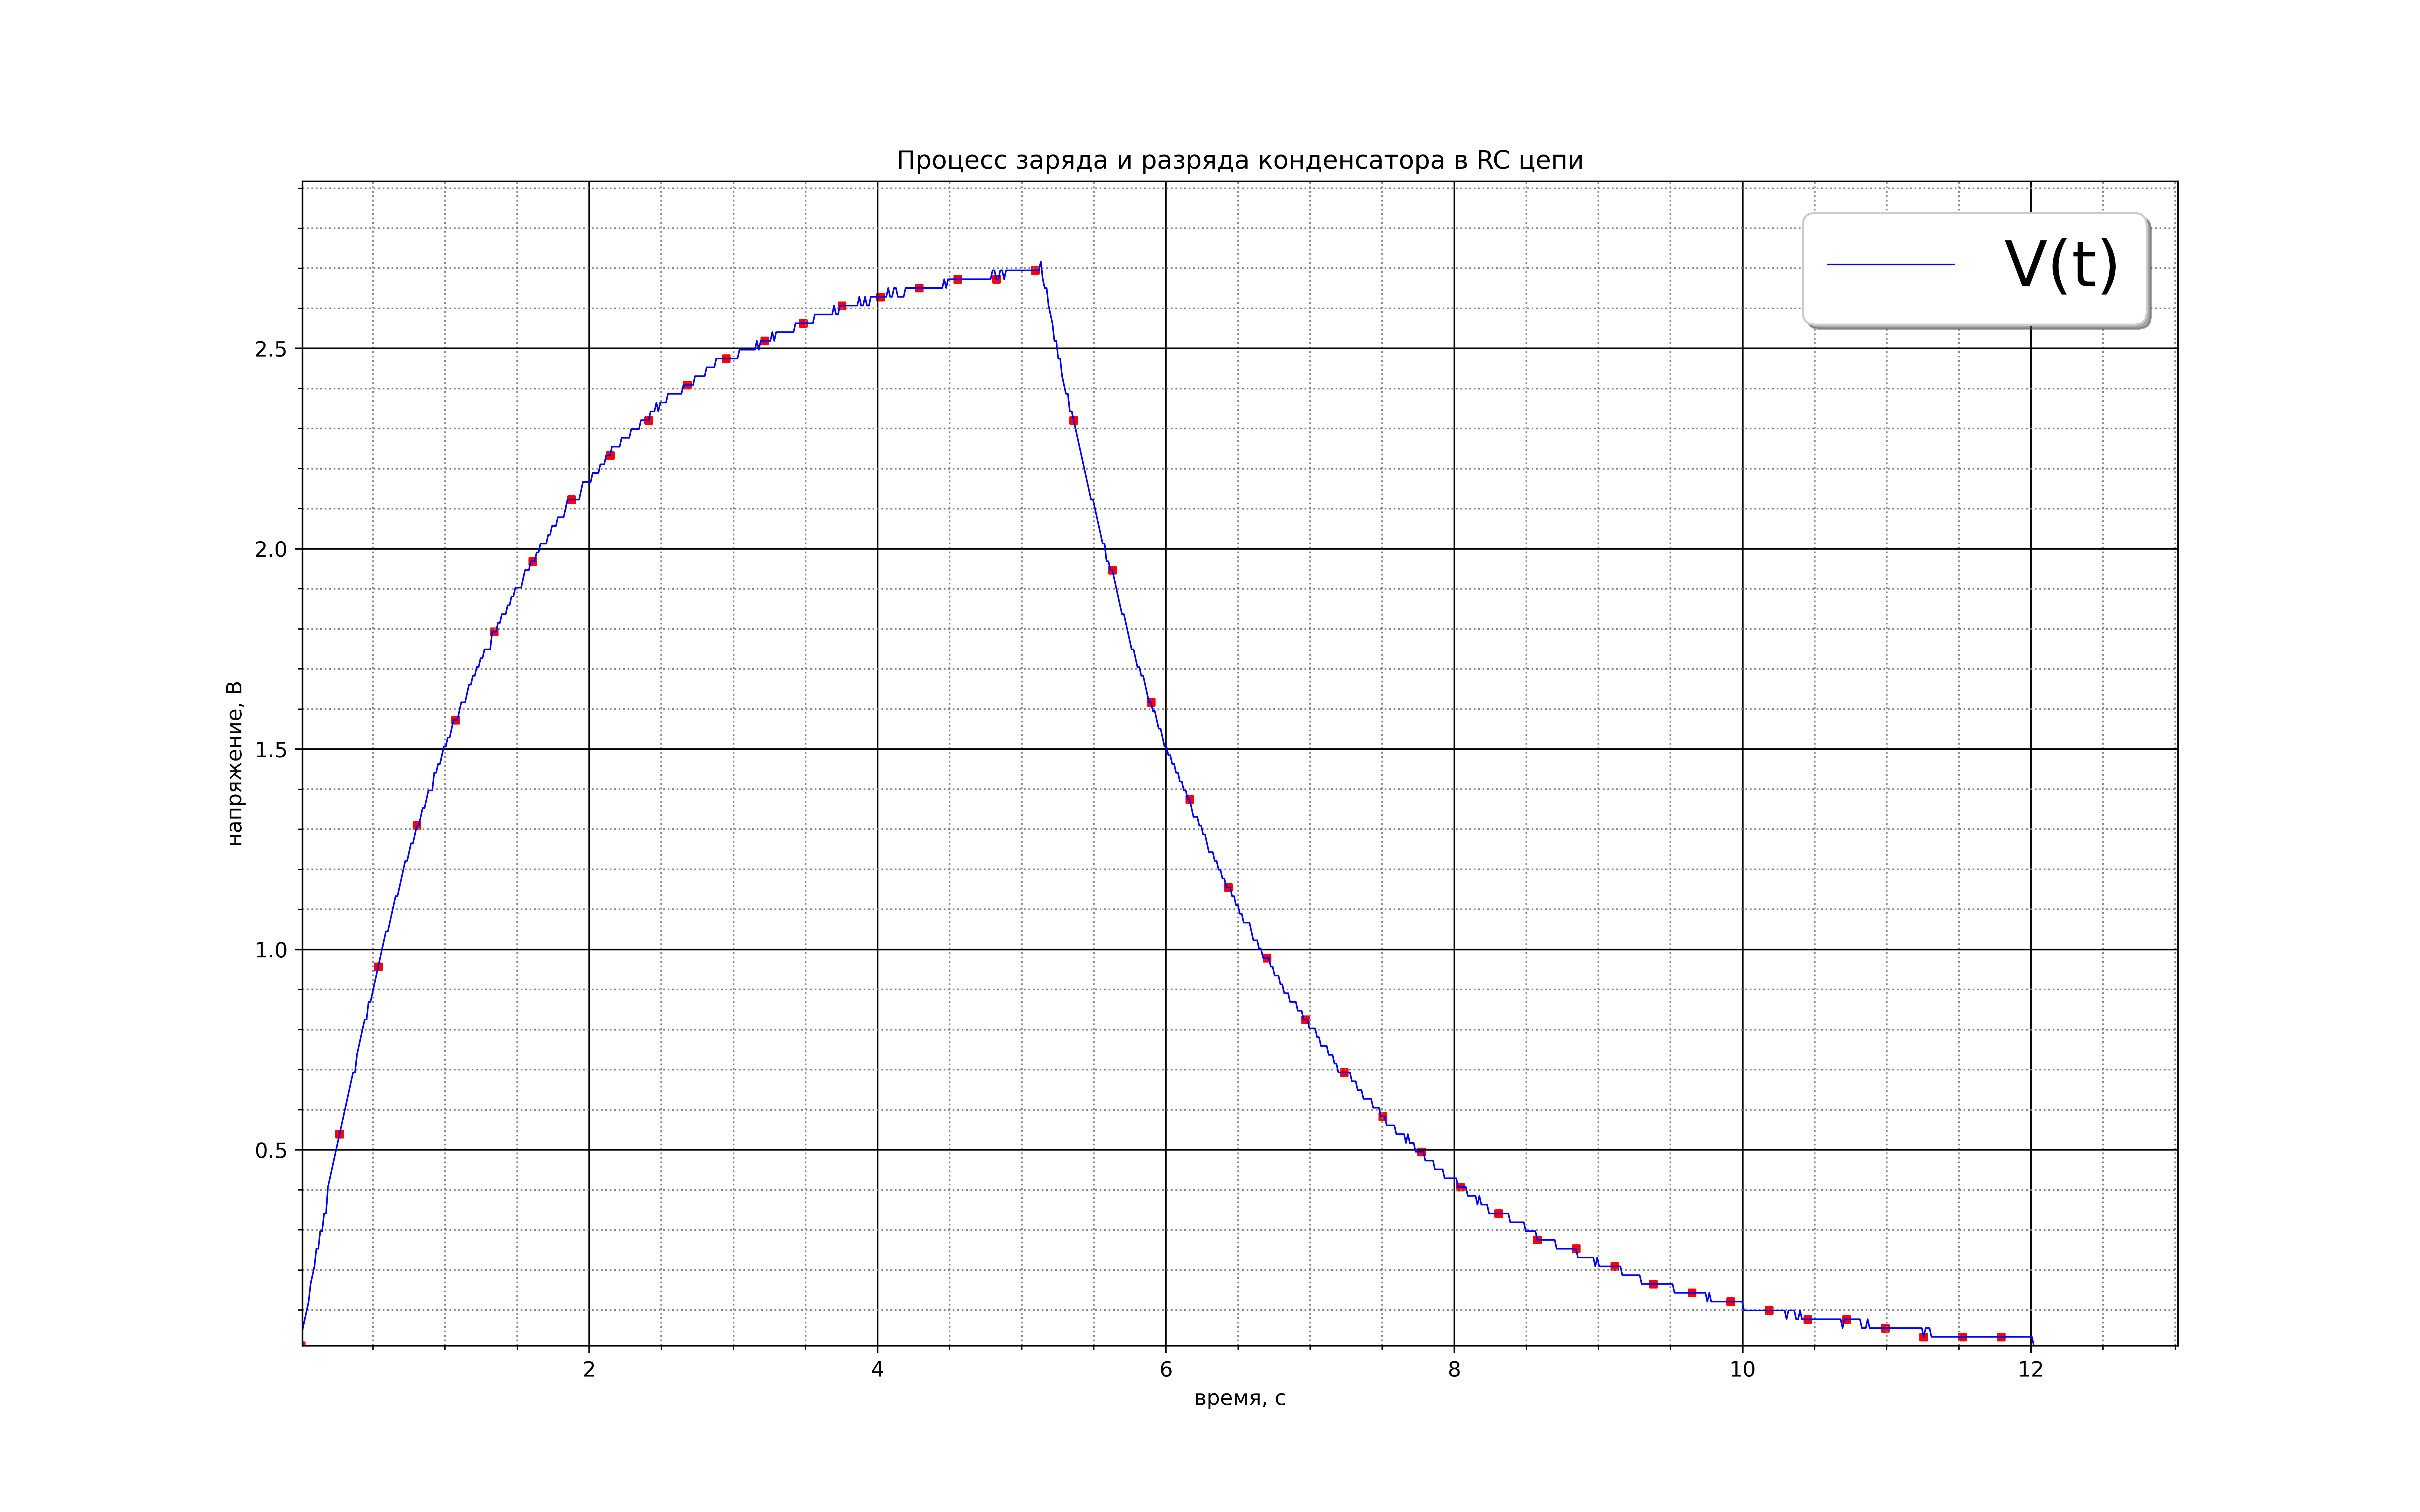 Процесс заряда и разряда конденсатора в RC цепи
V(t)
напряжение, В
2.5
2.0
1.5
1.0
0.5
2 4 6 8 10 12
время, с